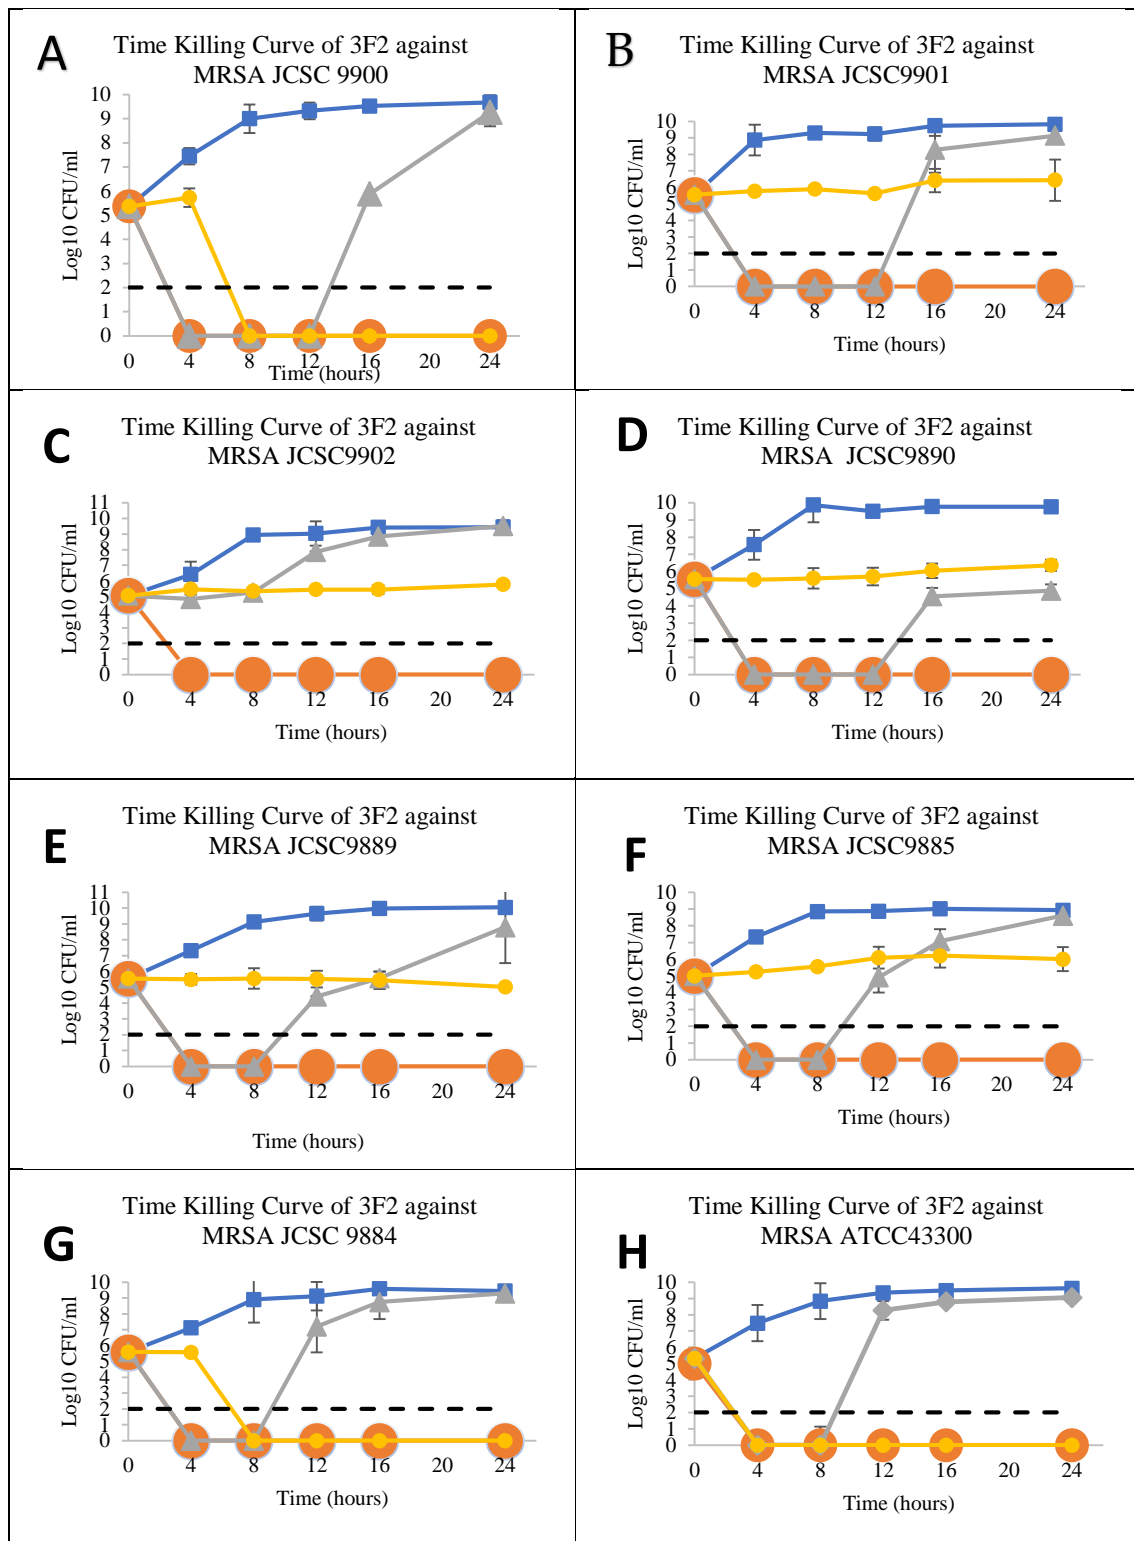 A
Time Killing Curve of 3F2 against
MRSA JCSC 9900
Log10 CFU/ml
10
9
8
7
6
5
4
3
2
1
0
0 4 8 12 16 20 24
Time (hours)
B
Time Killing Curve of 3F2 against
MRSA JCSC9901
Log10 CFU/ml
10
9
8
7
6
5
4
3
2
1
0
0 4 8 12 16 20 24
Time (hours)
C
Time Killing Curve of 3F2 against
MRSA JCSC9902
Log10 CFU/ml
11
10
9
8
7
6
5
4
3
2
1
0
0 4 8 12 16 20 24
Time (hours)
D
Time Killing Curve of 3F2 against
MRSA JCSC9890
Log10 CFU/ml
10
9
8
7
6
5
4
3
2
1
0
0 4 8 12 16 20 24
Time (hours)
E
Time Killing Curve of 3F2 against
MRSA JCSC9889
Log10 CFU/ml
11
10
9
8
7
6
5
4
3
2
1
0
0 4 8 12 16 20 24
Time (hours)
F
Time Killing Curve of 3F2 against
MRSA JCSC9885
Log10 CFU/ml
10
9
8
7
6
5
4
3
2
1
0
0 4 8 12 16 20 24
Time (hours)
G
Time Killing Curve of 3F2 against
MRSA JCSC 9884
Log10 CFU/ml
10
9
8
7
6
5
4
3
2
1
0
0 4 8 12 16 20 24
Time (hours)
H
Time Killing Curve of 3F2 against
MRSA ATCC43300
Log10 CFU/ml
10
9
8
7
6
5
4
3
2
1
0
0 4 8 12 16 20 24
Time (hours)